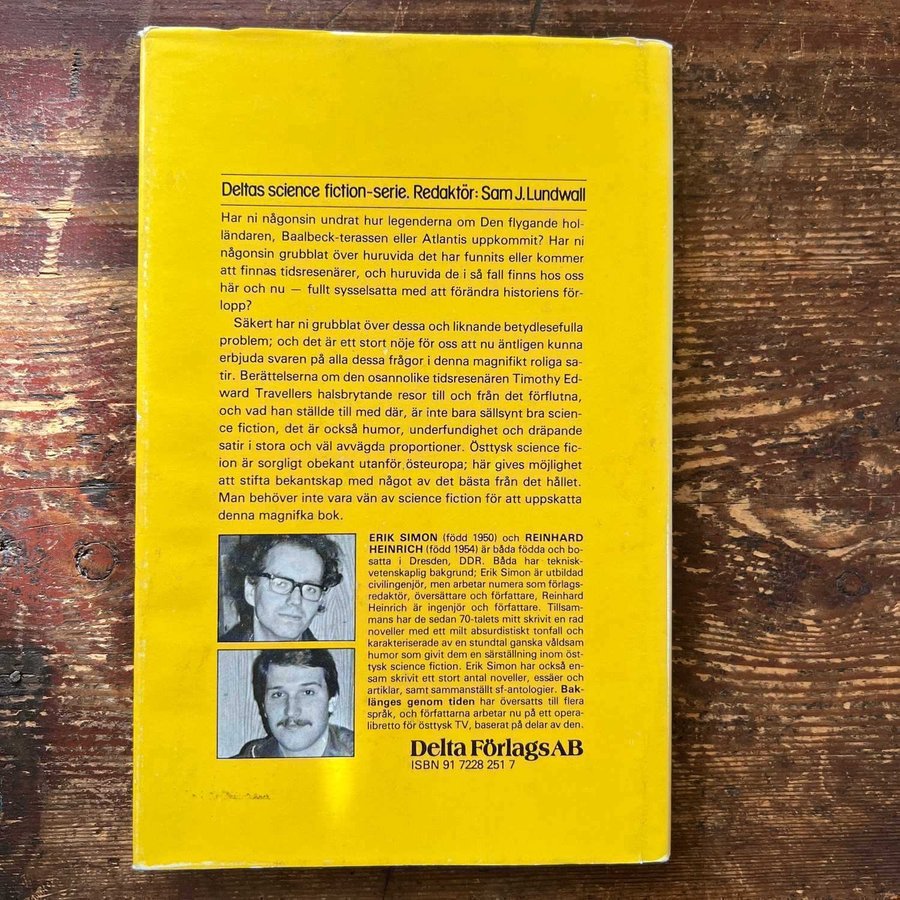 Deltas science fiction-serie. Redaktör: Sam J. Lundwall
Har ni någonsin undrat hur legenderna om Den flygande hol-
ländaren, Baalbeck-terassen eller Atlantis uppkommit? Har ni
någonsin grubblat över huruvida det har funnits eller kommer
att finnas tidsresenärer, och huruvida de i så fall finns hos oss
här och nu — fullt sysselsatta med att förändra historiens för-
lopp?
Säkert har ni grubblat över dessa och liknande betydlesefulla
problem; och det är ett stort nöje för oss att nu äntligen kunna
erbjuda svaren på alla dessa frågor i denna magnifikt roliga sa-
tir. Berättelserna om den osannolike tidsresenären Timothy Ed-
ward Travellers halsbrytande resor till och från det förflutna,
och vad han ställde till med där, är inte bara sällsynt bra scien-
ce fiction, det är också humor, underfundighet och dräpande
satir i stora och väl avvägda proportioner. Östtysk science fic-
tion är sorgligt obekant utanför östeuropa; här gives möjlighet
att stifta bekantskap med något av det bästa från det hållet.
Man behöver inte vara vän av science fiction för att uppskatta
denna magnifka bok.
ERIK SIMON (född 1950) och REINHARD
HEINRICH (född 1954) är båda födda och bo-
satta i Dresden, DDR. Båda har teknisk-
vetenskaplig bakgrund; Erik Simon är utbildad
civilingenjör, men arbetar numera som förlags-
redaktör, översättare och författare, Reinhard
Heinrich är ingenjör och författare. Tillsam-
mans har de sedan 70-talets mitt skrivit en rad
noveller med ett milt absurdistiskt tonfall och
karakteriserade av en stundtal ganska våldsam
humor som givit dem en särställning inom öst-
tysk science fiction. Erik Simon har också en-
sam skrivit ett stort antal noveller, essäer och
artiklar, samt sammanställt sf-antologier. Bak-
länges genom tiden har översatts till flera
språk, och författarna arbetar nu på ett opera-
libretto för östtysk TV, baserat på delar av den.
Delta Förlags AB
ISBN 91 7228 251 7